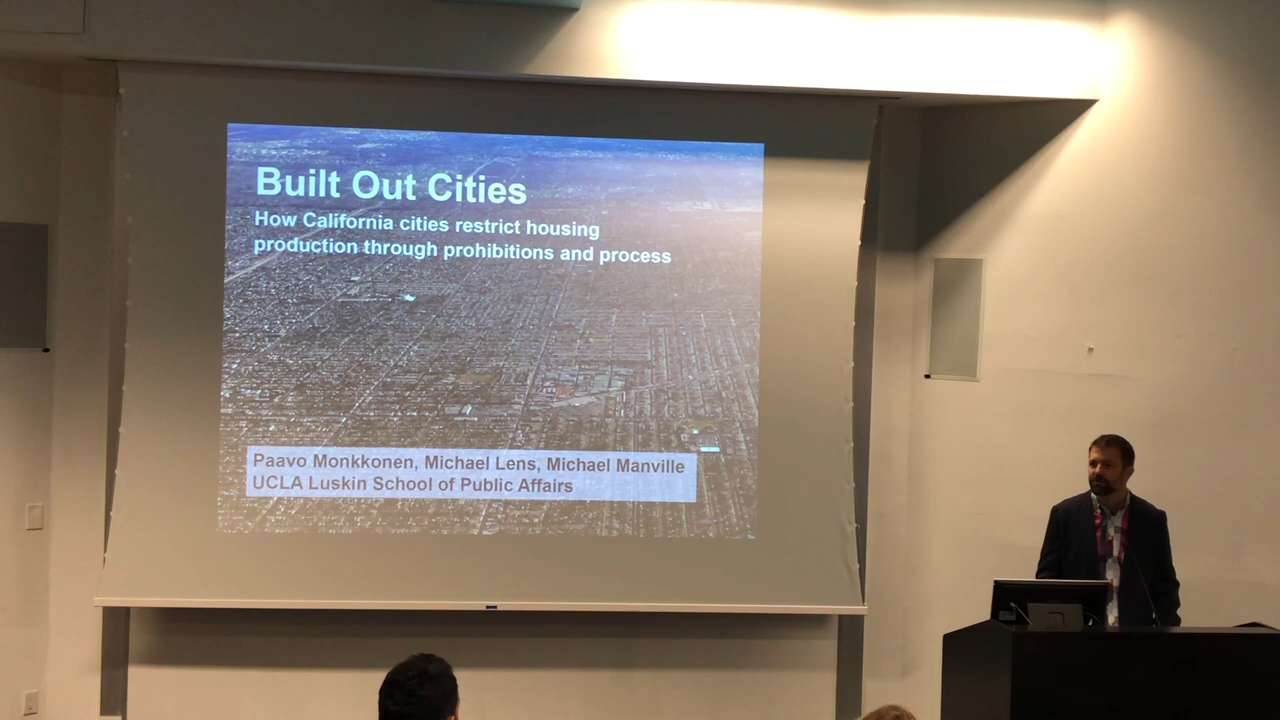 Built Out Cities
How California cities restrict housing
production through prohibitions and process
Paavo Monkkonen, Michael Lens, Michael Manville
UCLA Luskin School of Public Affairs